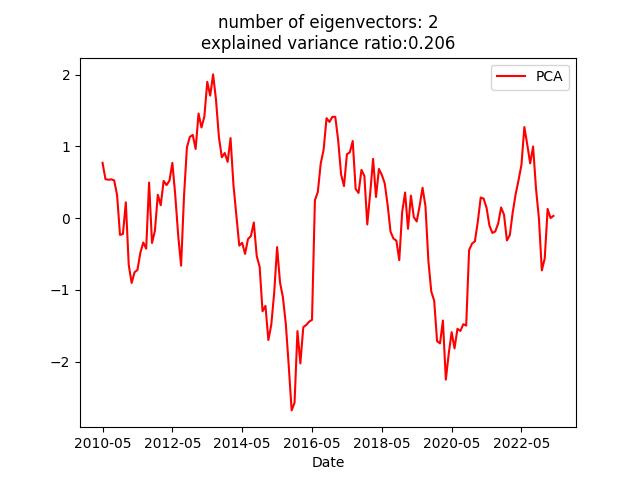 number of eigenvectors: 2
explained variance ratio:0.206
PCA
2
1
0
−1
−2
2010-05 2012-05 2014-05 2016-05 2018-05 2020-05 2022-05
Date